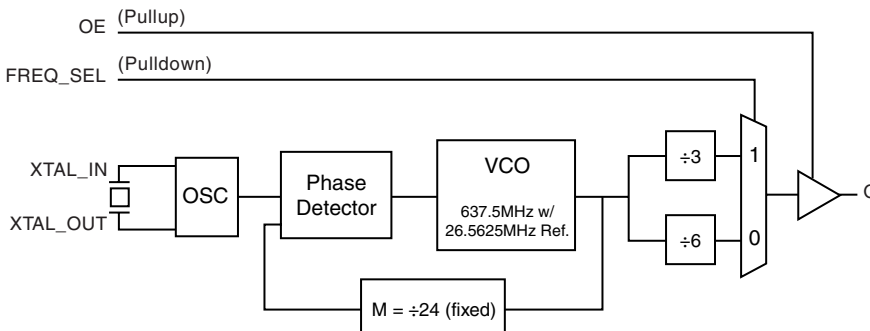 OE (Pullup)
FREQ_SEL (Pulldown)
XTAL_IN
XTAL_OUT
OSC
Phase
Detector
VCO
637.5MHz w/
26.5625MHz Ref.
M = ÷24 (fixed)
÷3
÷6
1
0